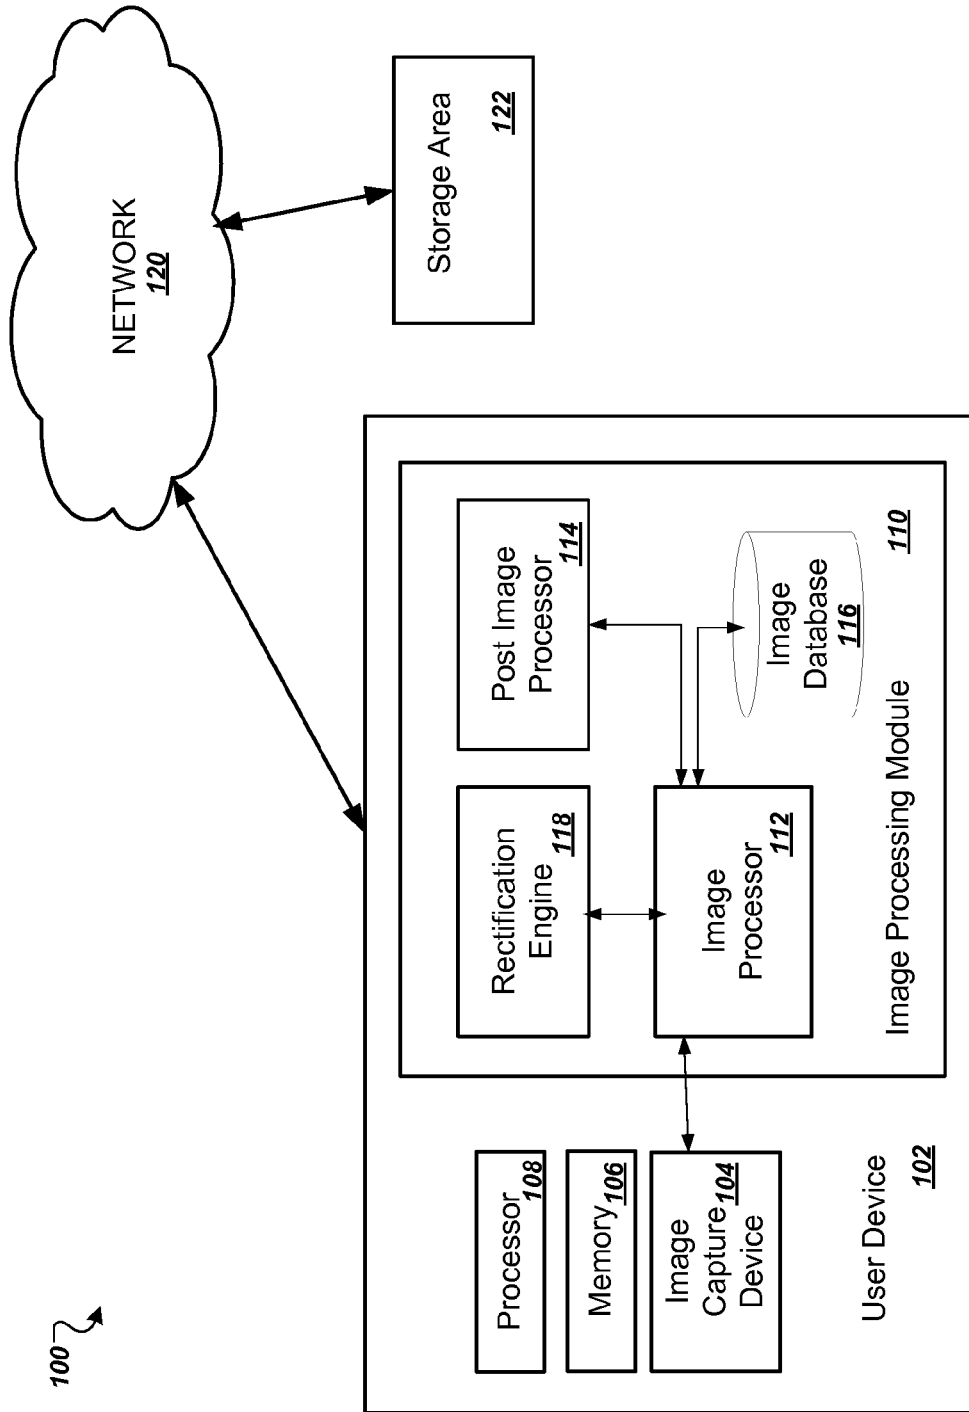 100
NETWORK
120
Storage Area
122
Processor
108
Memory
106
Image
Capture
Device
104
User Device
102
Rectification
Engine
118
Post Image
Processor
114
Image
Processor
112
Image
Database
116
Image Processing Module
110